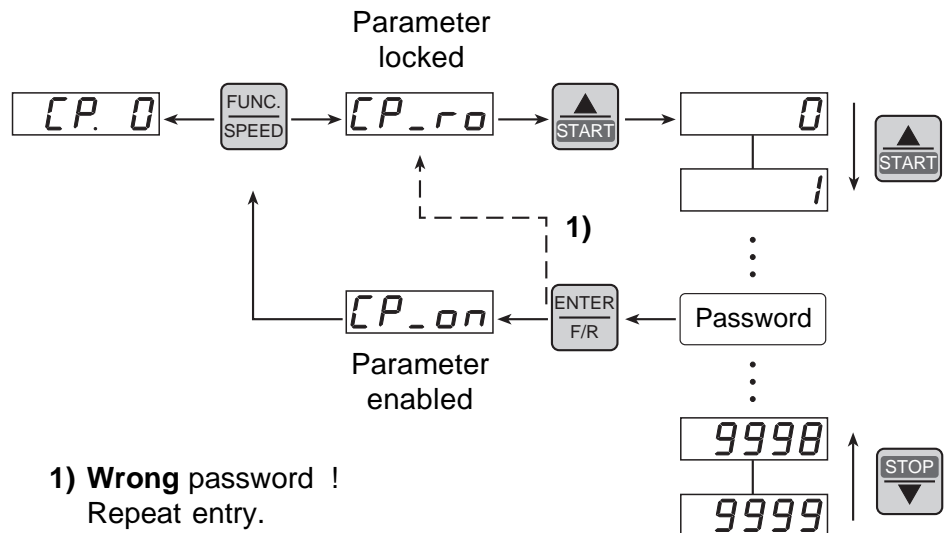 Parameter
locked
CP. 0
FUNC.
SPEED
CP_ro
START
0
START
1
1)
CP_on
ENTER
F/R
Password
Parameter
enabled
9998
STOP
9999
1) Wrong password !
Repeat entry.